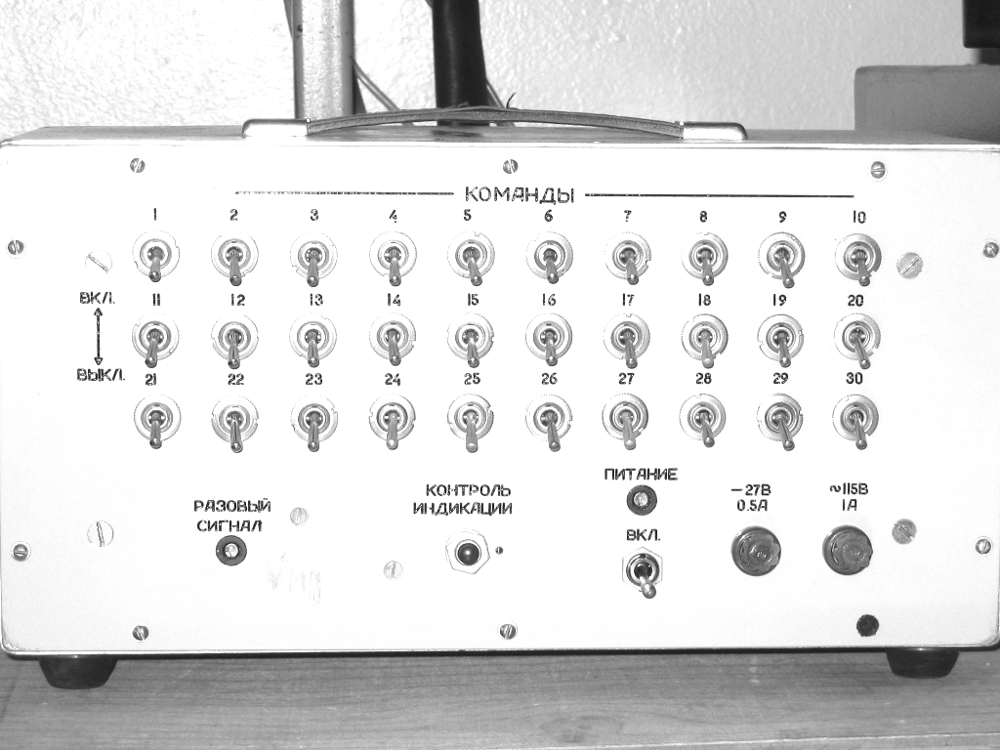 КОМАНДЫ
1 2 3 4 5 6 7 8 9 10
ВКЛ. 11 12 13 14 15 16 17 18 19 20
ВЫКЛ. 21 22 23 24 25 26 27 28 29 30
РАЗОВЫЙ
СИГНАЛ
КОНТРОЛЬ
ИНДИКАЦИИ
ПИТАНИЕ
ВКЛ.
—27В
0.5А
~115В
1А